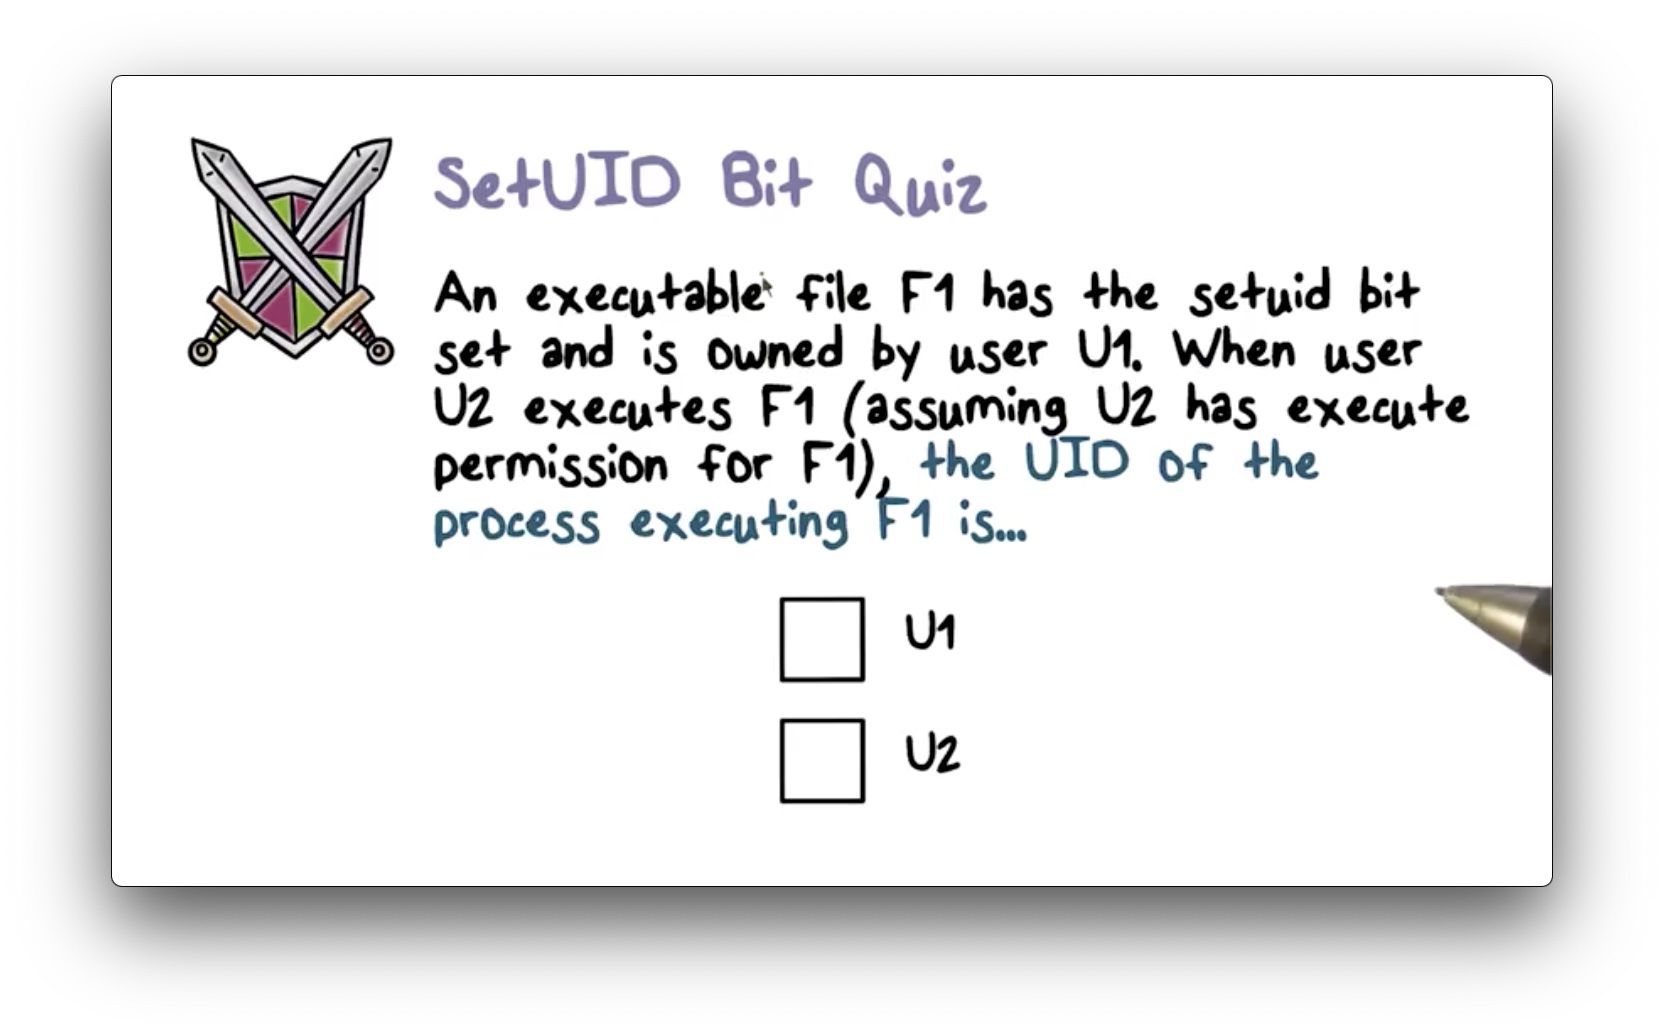 SetUID Bit Quiz
An executable file F1 has the setuid bit
set and is owned by user U1. When user
U2 executes F1 (assuming U2 has execute
permission for F1), the UID of the
process executing F1 is...
U1
U2